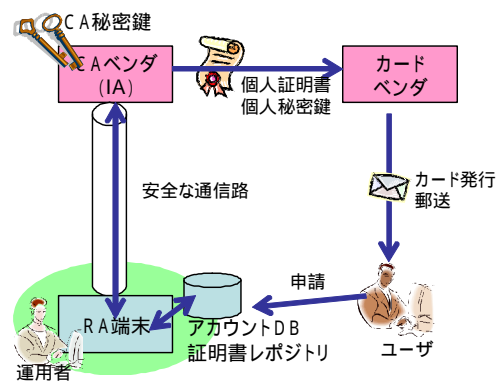 CA秘密鍵
CAベンダ
(IA)
個人証明書
個人秘密鍵
カード
ベンダ
安全な通信路
カード発行
郵送
申請
RA端末
アカウントDB
証明書レポジトリ
ユーザ
運用者